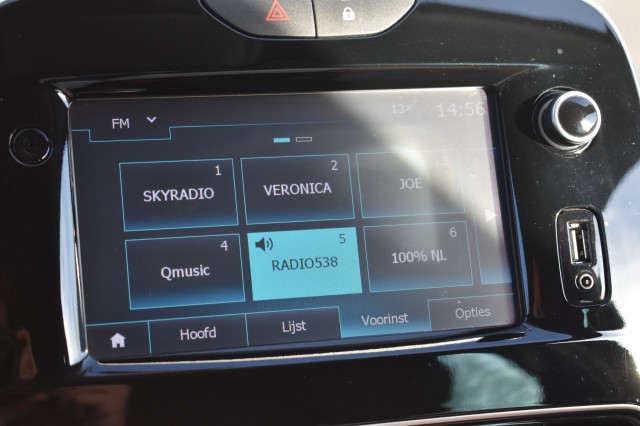 FM 13° 14:56
1 2 3
SKYRADIO VERONICA JOE
4 5 6
Qmusic RADIO538 100% NL
Hoofd Lijst Voorinst Opties